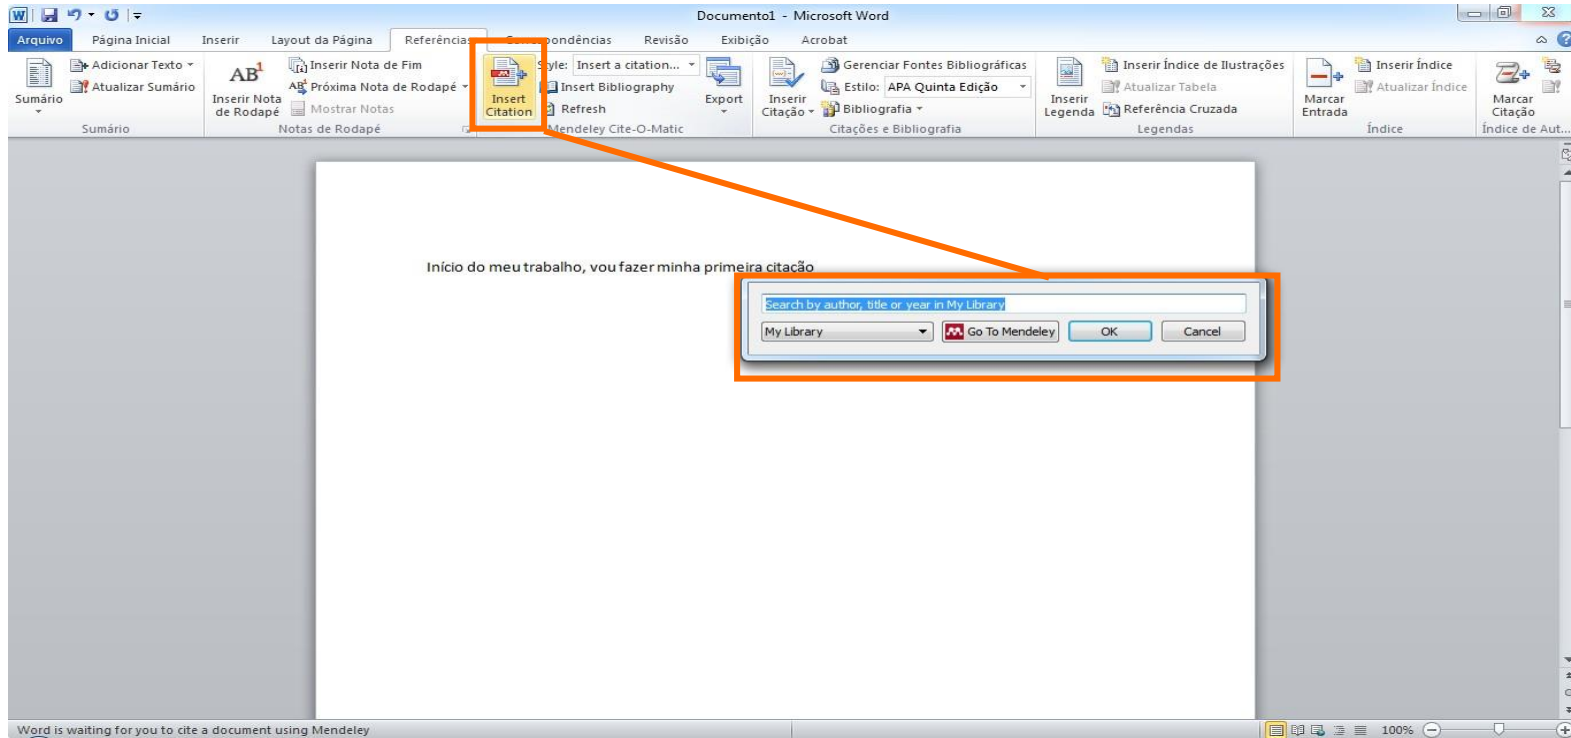 Documento1 - Microsoft Word
Arquivo Página Inicial Inserir Layout da Página Referências Correspondências Revisão Exibição Acrobat
Sumário
Adicionar Texto
Atualizar Sumário
Sumário
AB1
Inserir Nota de Rodapé
Inserir Nota de Fim
Próxima Nota de Rodapé
Mostrar Notas
Notas de Rodapé
Insert Citation
Style: Insert a citation...
Insert Bibliography
Refresh
Export
Mendeley Cite-O-Matic
Inserir Citação
Gerenciar Fontes Bibliográficas
Estilo: APA Quinta Edição
Bibliografia
Citações e Bibliografia
Inserir Legenda
Inserir Índice de Ilustrações
Atualizar Tabela
Referência Cruzada
Legendas
Marcar Entrada
Inserir Índice
Atualizar Índice
Índice
Marcar Citação
Índice de Aut...
Início do meu trabalho, vou fazer minha primeira citação
Search by author, title or year in My Library
My Library Go To Mendeley OK Cancel
Word is waiting for you to cite a document using Mendeley
100%